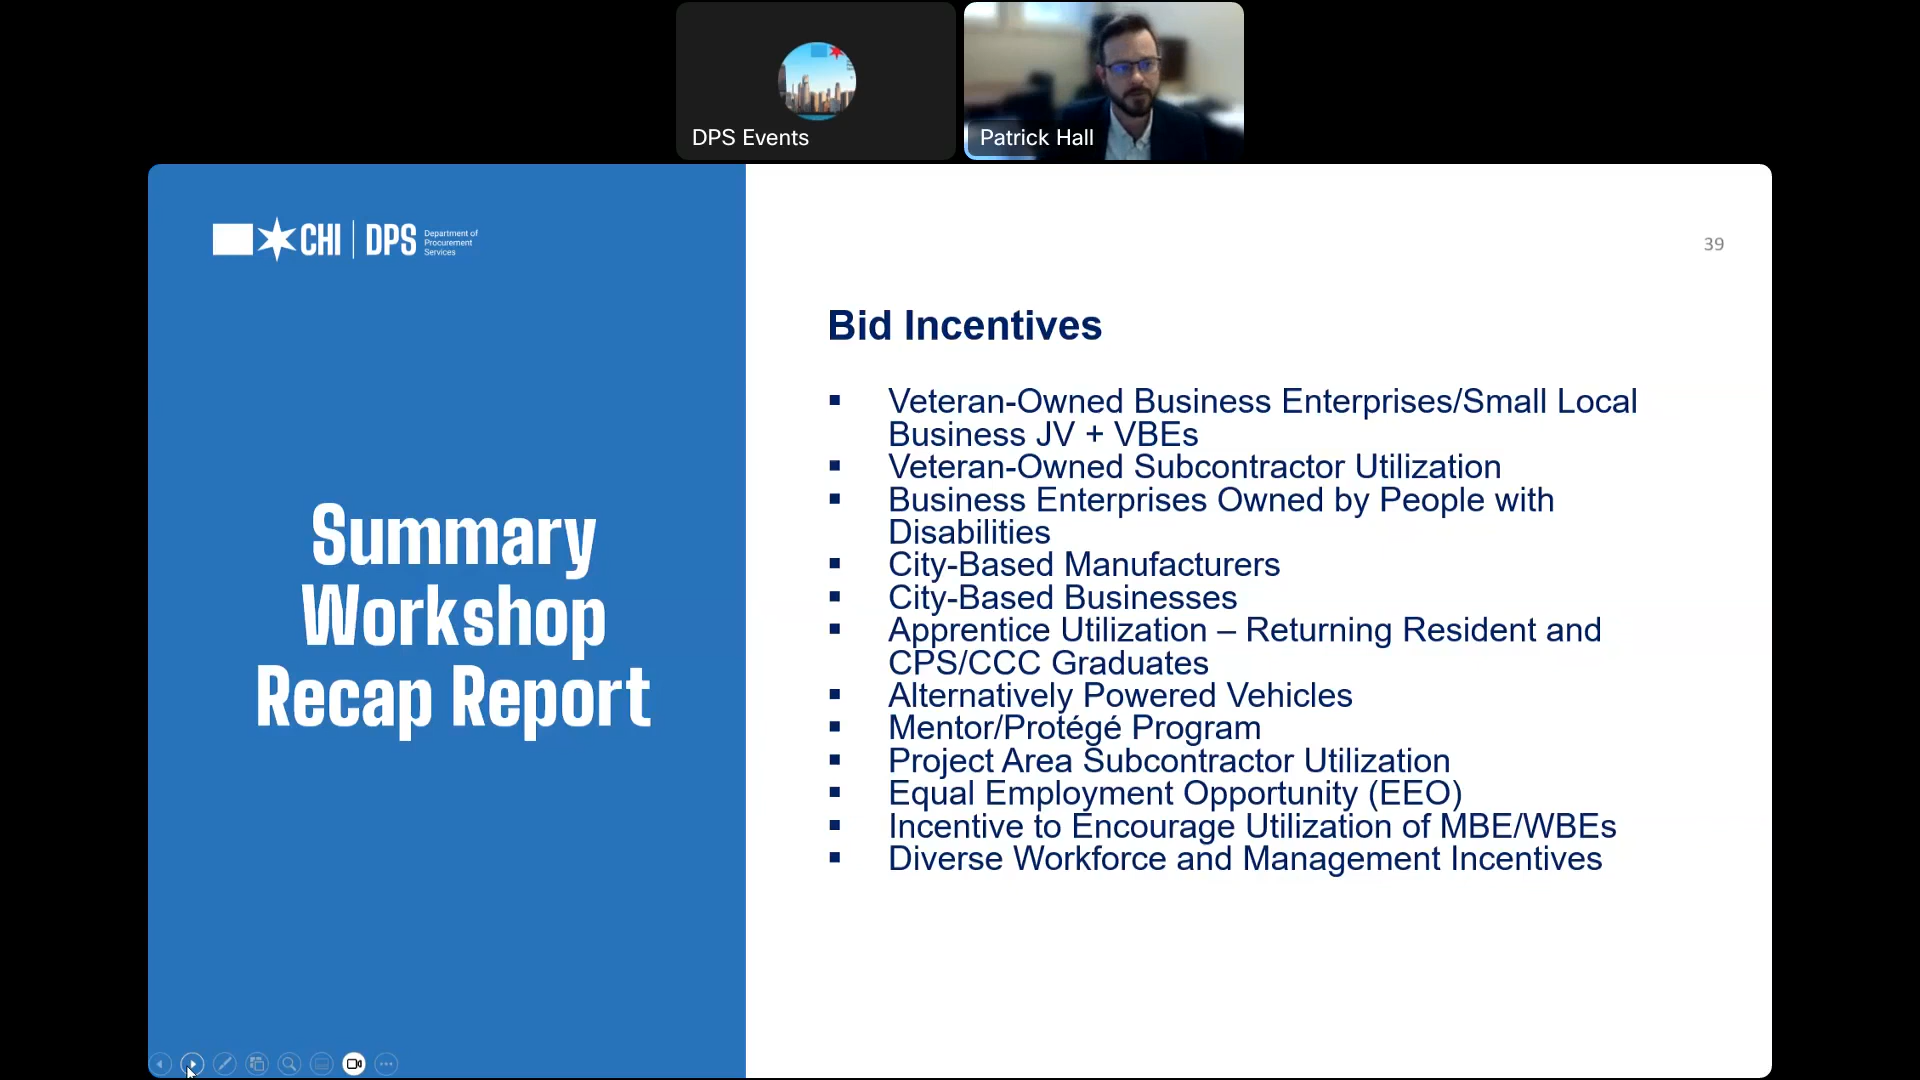 DPS Events
Patrick Hall
CHI
DPS
Department of
Procurement
Services
39
Summary
Workshop
Recap Report
Bid Incentives
▪ Veteran-Owned Business Enterprises/Small Local
Business JV + VBEs
▪ Veteran-Owned Subcontractor Utilization
▪ Business Enterprises Owned by People with
Disabilities
▪ City-Based Manufacturers
▪ City-Based Businesses
▪ Apprentice Utilization – Returning Resident and
CPS/CCC Graduates
▪ Alternatively Powered Vehicles
▪ Mentor/Protégé Program
▪ Project Area Subcontractor Utilization
▪ Equal Employment Opportunity (EEO)
▪ Incentive to Encourage Utilization of MBE/WBEs
▪ Diverse Workforce and Management Incentives